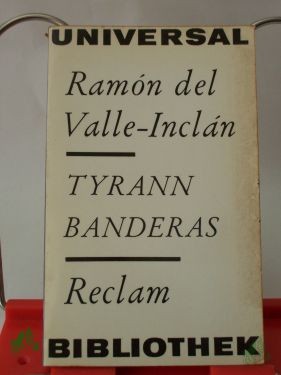 UNIVERSAL
Ramón del
Valle-Inclán
TYRANN
BANDERAS
Reclam
BIBLIOTHEK